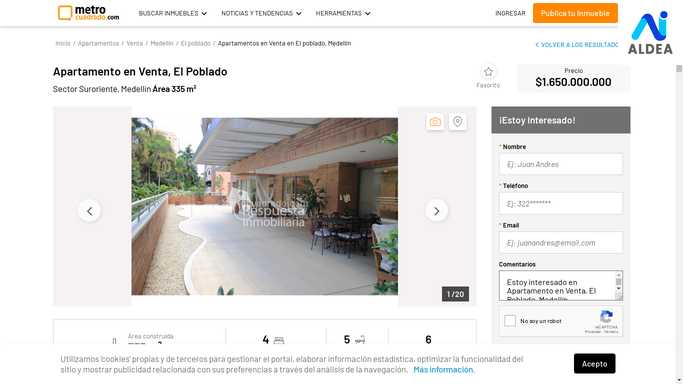 metro
cuadrado.com
BUSCAR INMUEBLES
NOTICIAS Y TENDENCIAS
HERRAMIENTAS
INGRESAR
Publica tu Inmueble
ALDEA
Inicio / Apartamentos / Venta / Medellín / El poblado / Apartamentos en Venta en El poblado, Medellín
< VOLVER A LOS RESULTADO
Apartamento en Venta, El Poblado
Sector Suroriente, Medellín Área 335 m²
Favorito
Precio
$1.650.000.000
Respuesta
Inmobiliaria
1 / 20
¡Estoy Interesado!
* Nombre
Ej: Juan Andres
* Teléfono
Ej: 322*******
* Email
Ej: juanandres@email.com
Comentarios
Estoy interesado en
Apartamento en Venta, El
Poblado, Medellín
No soy un robot
reCAPTCHA
Privacidad - Términos
Área construida
4
5
6
Utilizamos 'cookies' propias y de terceros para gestionar el portal, elaborar información estadística, optimizar la funcionalidad del
sitio y mostrar publicidad relacionada con sus preferencias a través del análisis de la navegación. Más información.
Acepto